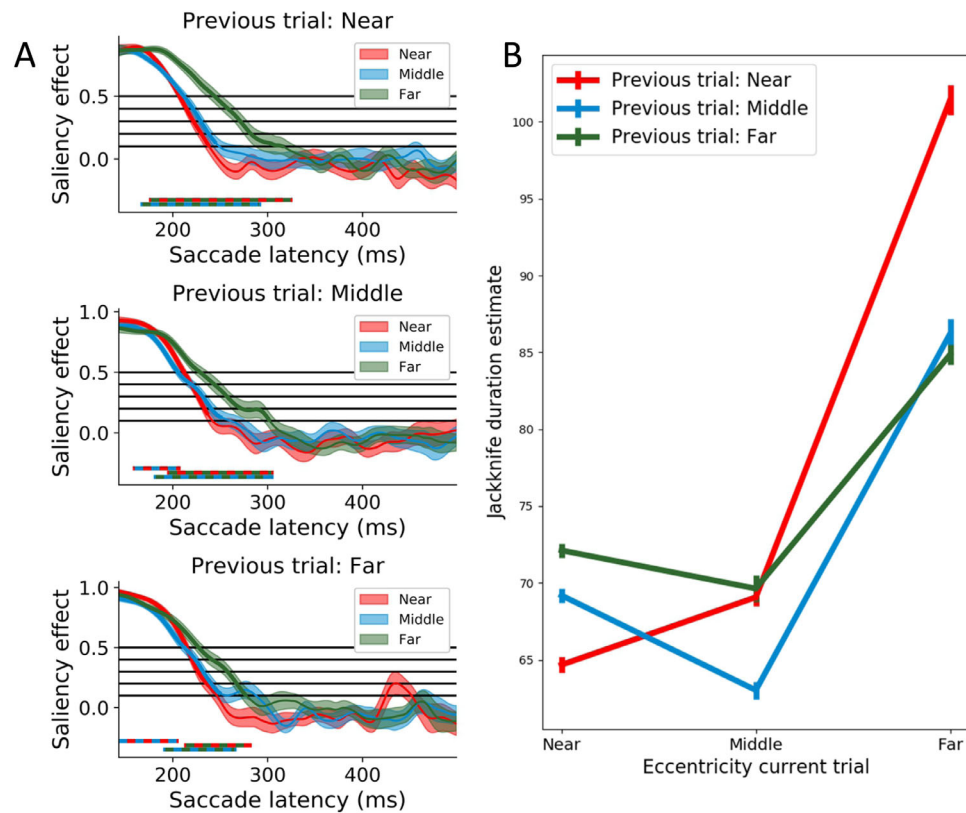 A
Previous trial: Near
Saliency effect
0.5
0.0
Near
Middle
Far
200 300 400
Saccade latency (ms)
Previous trial: Middle
Saliency effect
1.0
0.5
0.0
Near
Middle
Far
200 300 400
Saccade latency (ms)
Previous trial: Far
Saliency effect
1.0
0.5
0.0
Near
Middle
Far
200 300 400
Saccade latency (ms)
B
Previous trial: Near
Previous trial: Middle
Previous trial: Far
Jackknife duration estimate
100
95
90
85
80
75
70
65
Near Middle Far
Eccentricity current trial